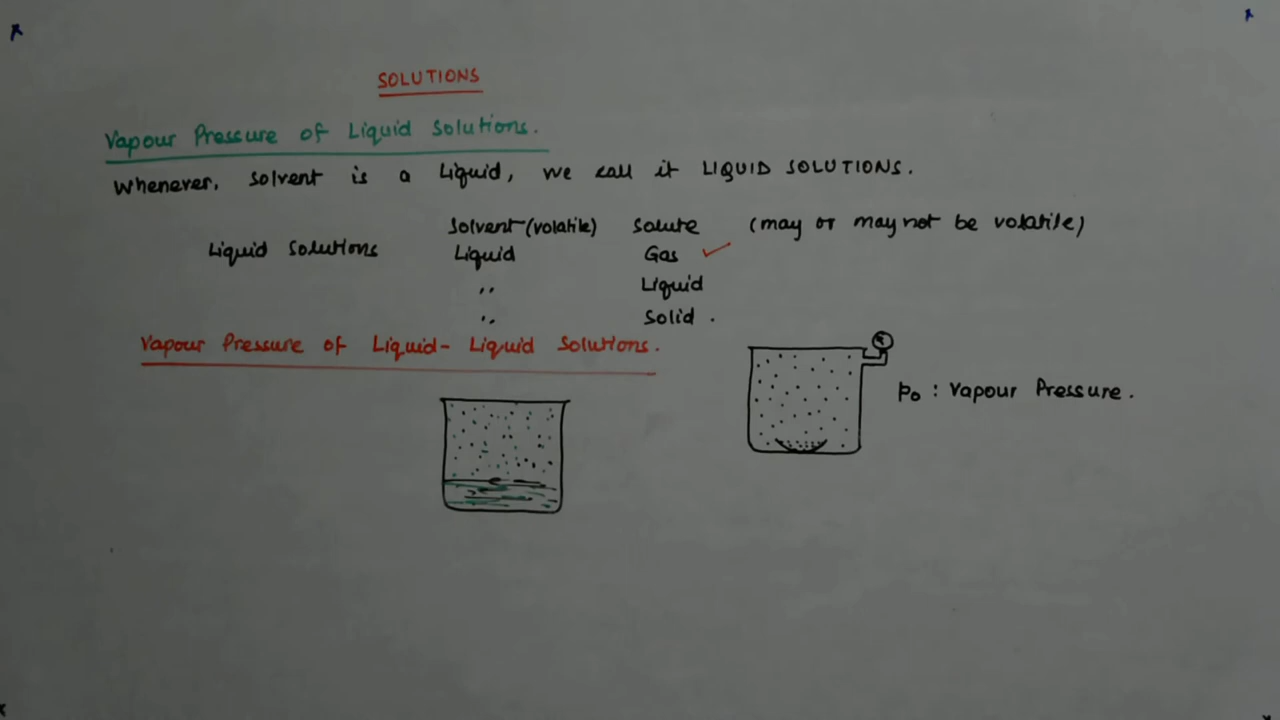 SOLUTIONS
Vapour Pressure of Liquid Solutions.
Whenever, Solvent is a Liquid, we call it LIQUID SOLUTIONS.
Solvent (volatile) Solute (may or may not be volatile)
Liquid Solutions Liquid Gas ✓
,, Liquid
,, Solid .
Vapour Pressure of Liquid - Liquid Solutions.
Po : Vapour Pressure.